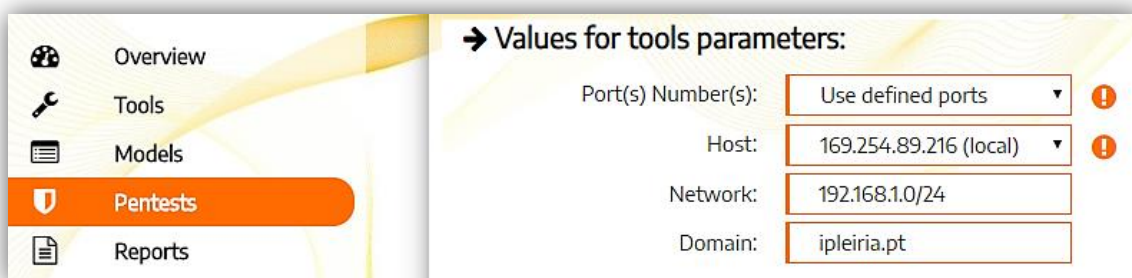 Overview
Tools
Models
Pentests
Reports
→ Values for tools parameters:
Port(s) Number(s): Use defined ports
Host: 169.254.89.216 (local)
Network: 192.168.1.0/24
Domain: ipleiria.pt